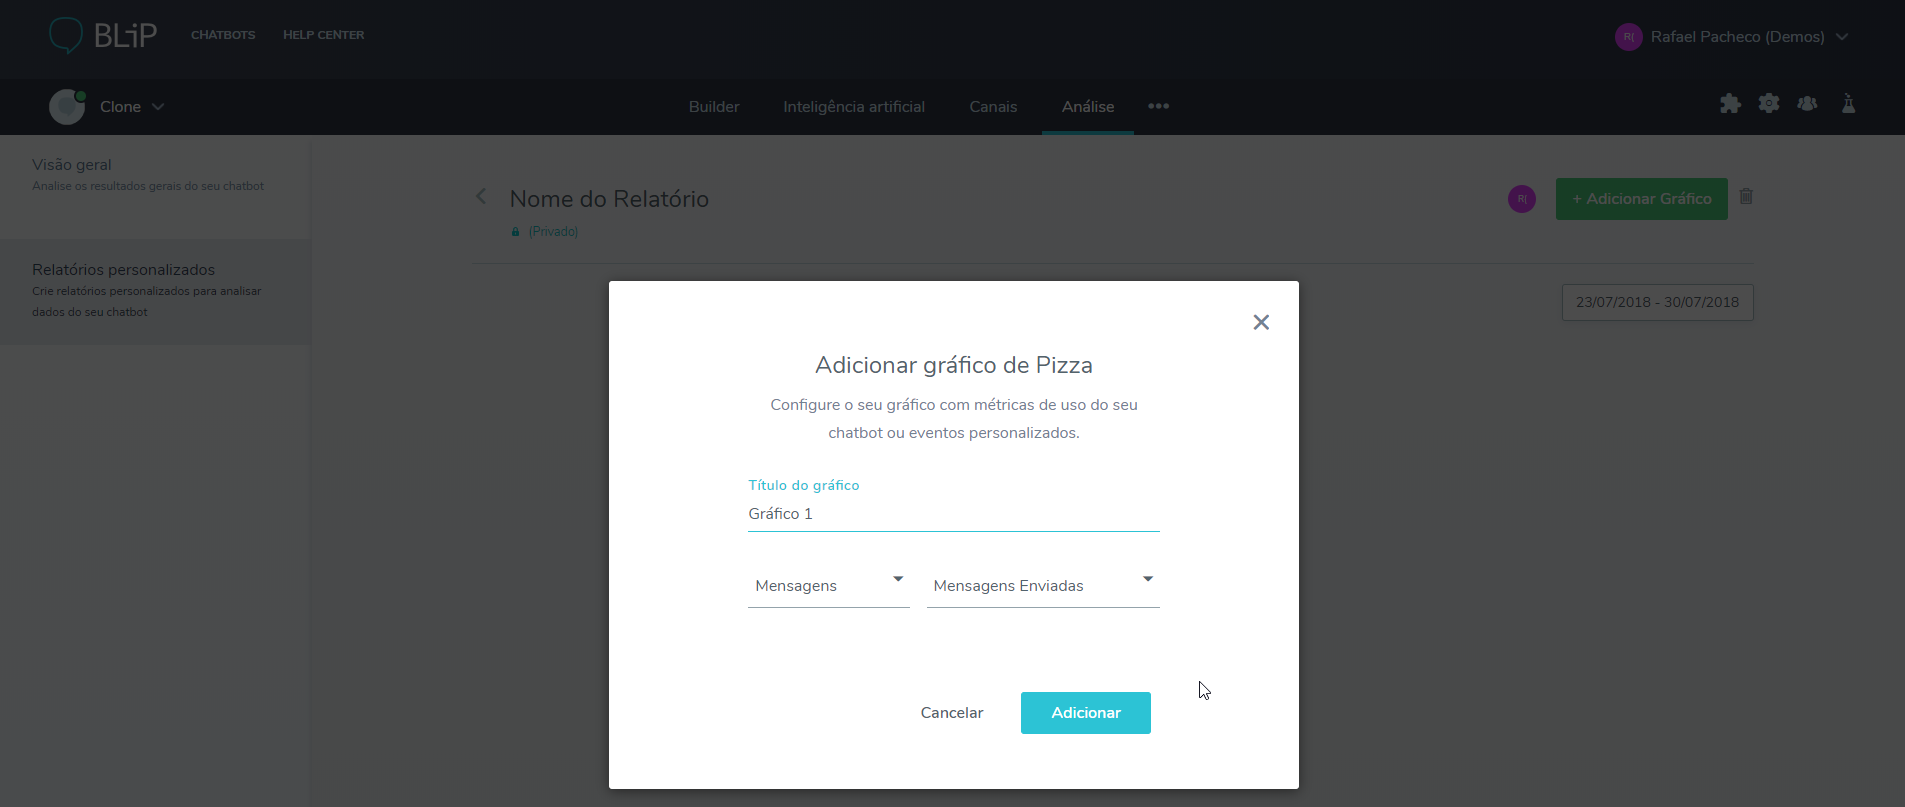 BLiP
CHATBOTS
HELP CENTER
R(
Rafael Pacheco (Demos)
Clone
Builder
Inteligência artificial
Canais
Análise
Visão geral
Analise os resultados gerais do seu chatbot
Relatórios personalizados
Crie relatórios personalizados para analisar
dados do seu chatbot
Nome do Relatório
(Privado)
R(
+ Adicionar Gráfico
23/07/2018 - 30/07/2018
Adicionar gráfico de Pizza
Configure o seu gráfico com métricas de uso do seu
chatbot ou eventos personalizados.
Título do gráfico
Gráfico 1
Mensagens
Mensagens Enviadas
Cancelar
Adicionar